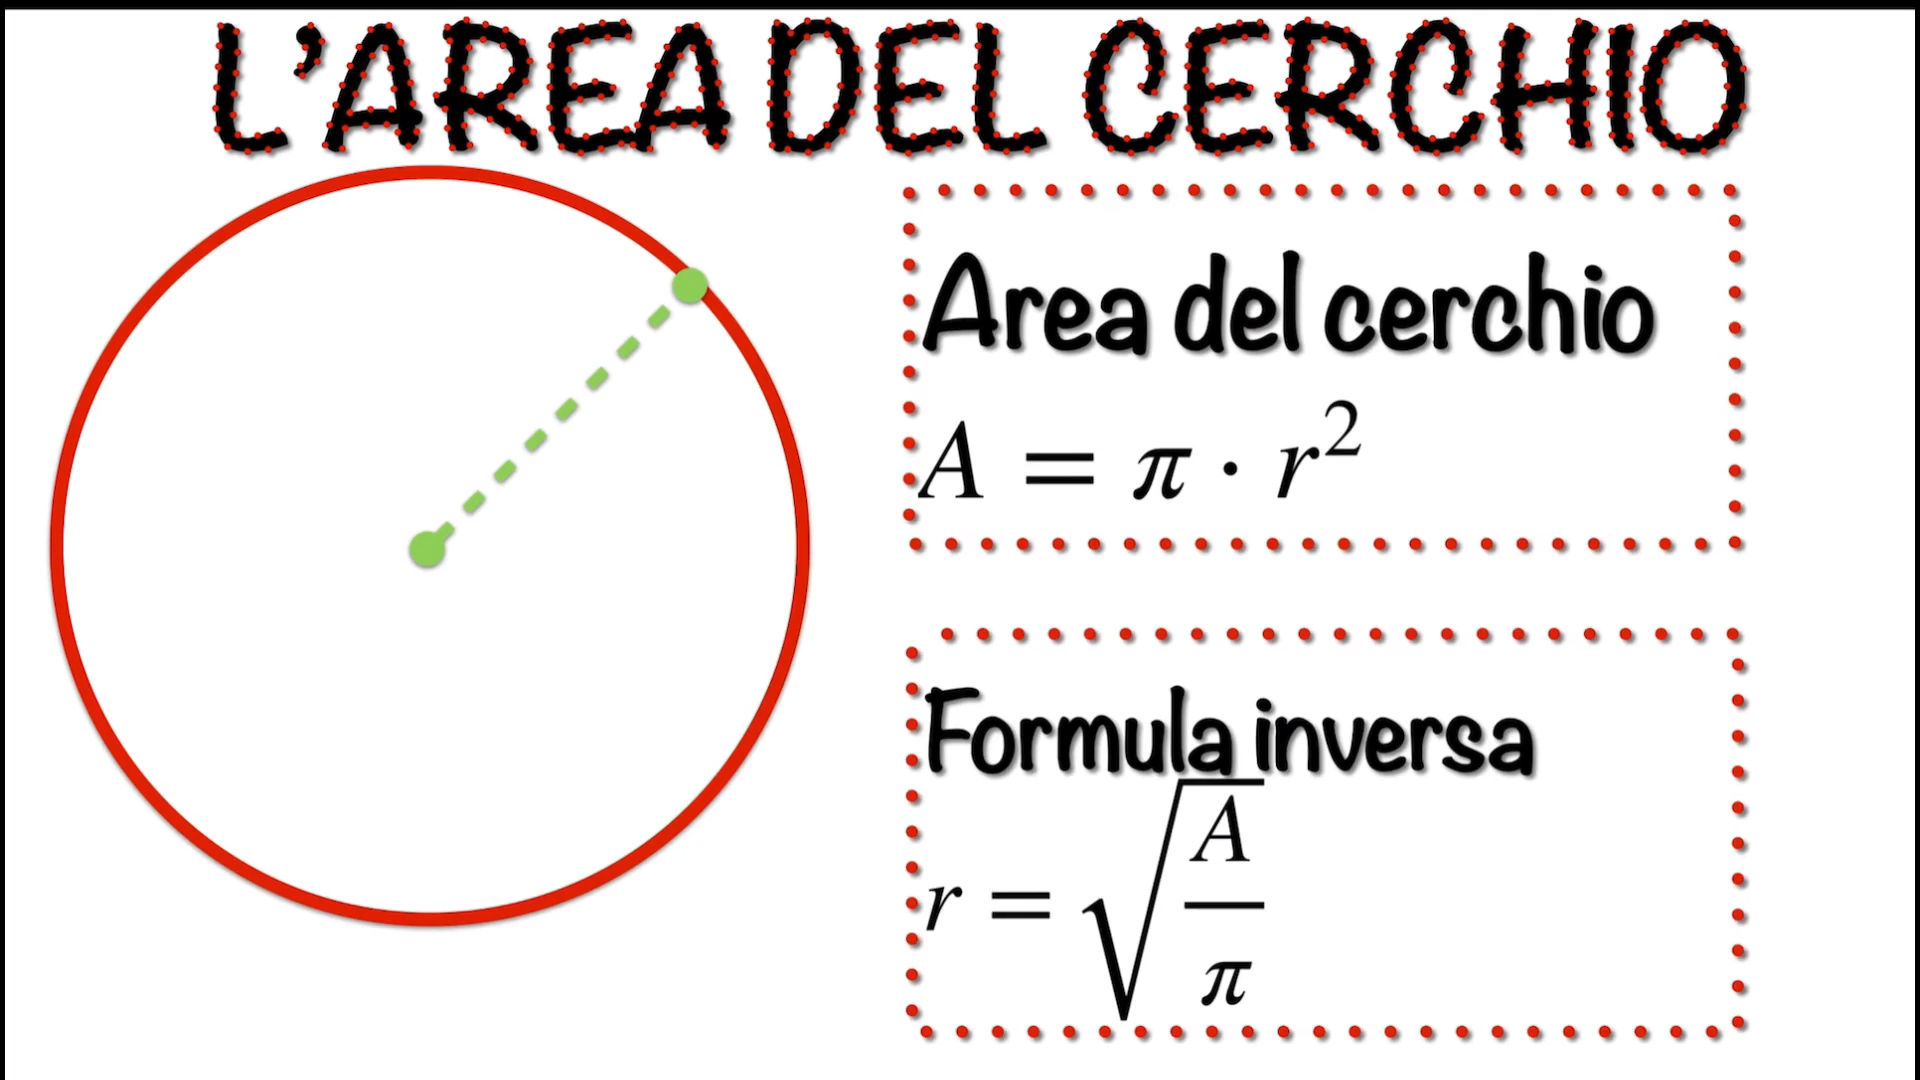 L'AREA DEL CERCHIO
Area del cerchio
A = π · r²
Formula inversa
r = √(A/π)